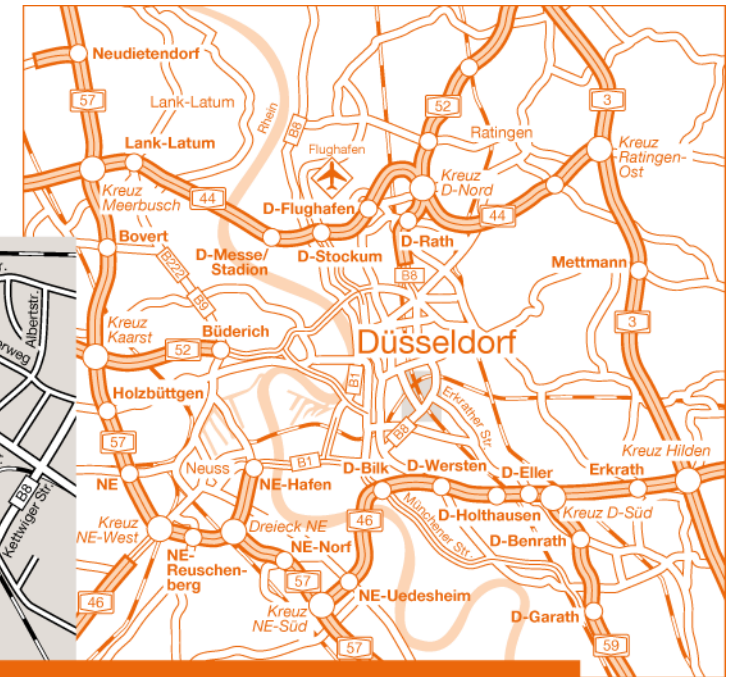 Neudietendorf
57
Lank-Latum
Rhein
B8
52
3
Ratingen
Flughafen
Lank-Latum
Kreuz
Meerbusch
44
Kreuz
D-Nord
Kreuz
Ratingen-
Ost
D-Flughafen
44
Bovert
D-Messe/
Stadion
D-Stockum
D-Rath
B222
B9
B8
Mettmann
Albertstr.
Kreuz
Kaarst
52
Büderich
Düsseldorf
3
B1
Holzbüttgen
Erkrather Str.
B8
57
Kreuz Hilden
NE
Neuss
B1
NE-Hafen
D-Bilk
D-Wersten
D-Eller
Erkrath
B8
Kettwiger Str.
Kreuz
NE-West
Dreieck NE
46
Münchener Str.
D-Holthausen
Kreuz D-Süd
NE-
Reuschen-
berg
NE-Norf
D-Benrath
57
46
Kreuz
NE-Süd
NE-Uedesheim
D-Garath
57
59